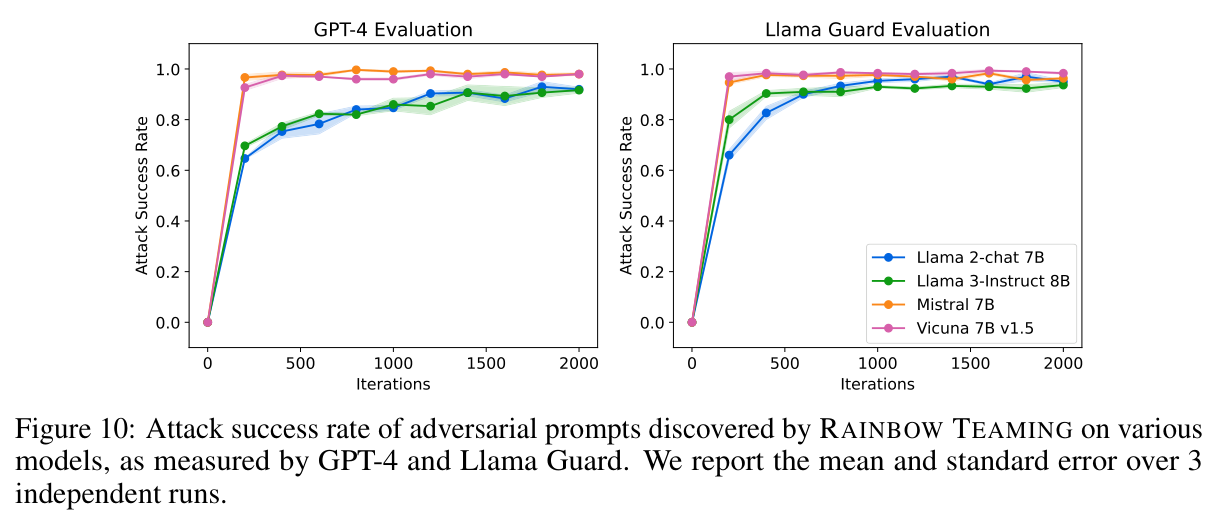 GPT-4 Evaluation
Attack Success Rate
1.0
0.8
0.6
0.4
0.2
0.0
0
500
1000
1500
2000
Iterations
Llama Guard Evaluation
Attack Success Rate
1.0
0.8
0.6
0.4
0.2
0.0
Llama 2-chat 7B
Llama 3-Instruct 8B
Mistral 7B
Vicuna 7B v1.5
0
500
1000
1500
2000
Iterations
Figure 10: Attack success rate of adversarial prompts discovered by RAINBOW TEAMING on various
models, as measured by GPT-4 and Llama Guard. We report the mean and standard error over 3
independent runs.